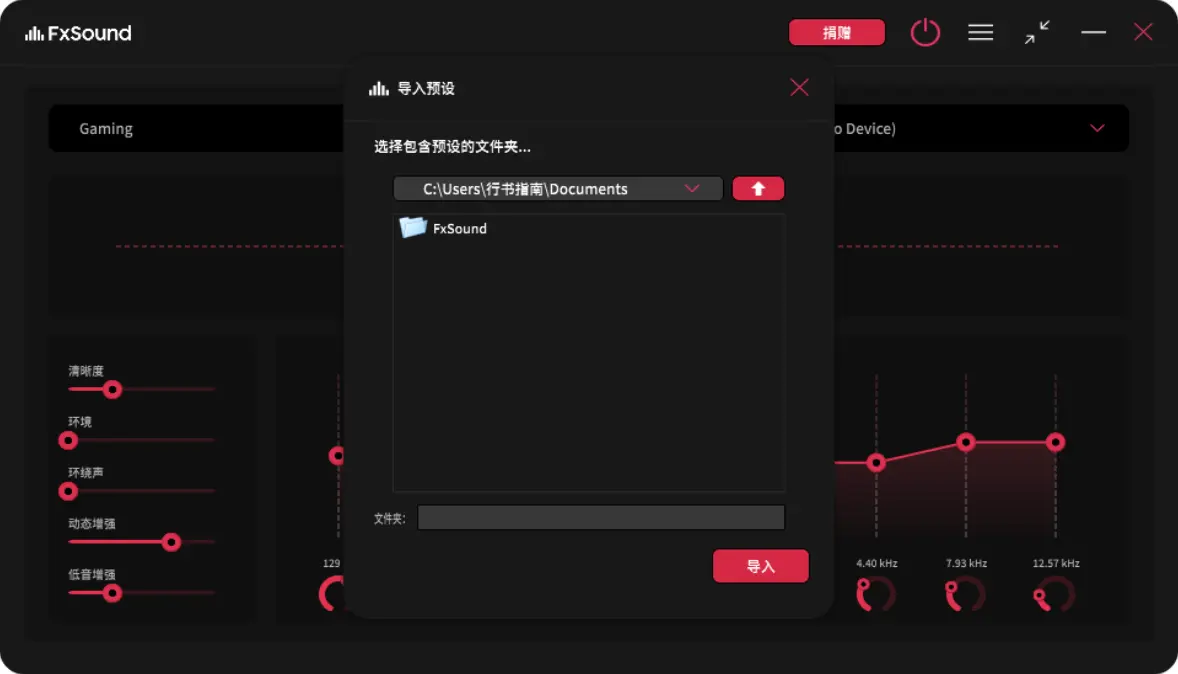 FxSound
捐赠
导入预设
Gaming
o Device)
选择包含预设的文件夹...
C:\Users\行书指南\Documents
FxSound
清晰度
环境
环绕声
动态增强
低音增强
文件夹:
导入
129
4.40 kHz
7.93 kHz
12.57 kHz